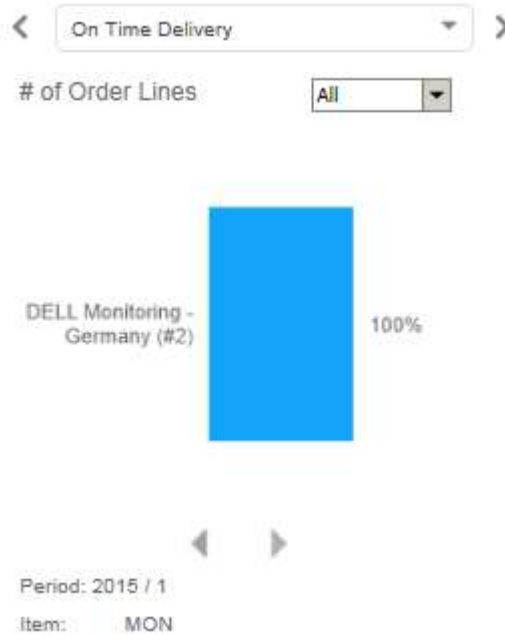 On Time Delivery
# of Order Lines
All
DELL Monitoring -
Germany (#2)
100%
Period: 2015 / 1
Item: MON